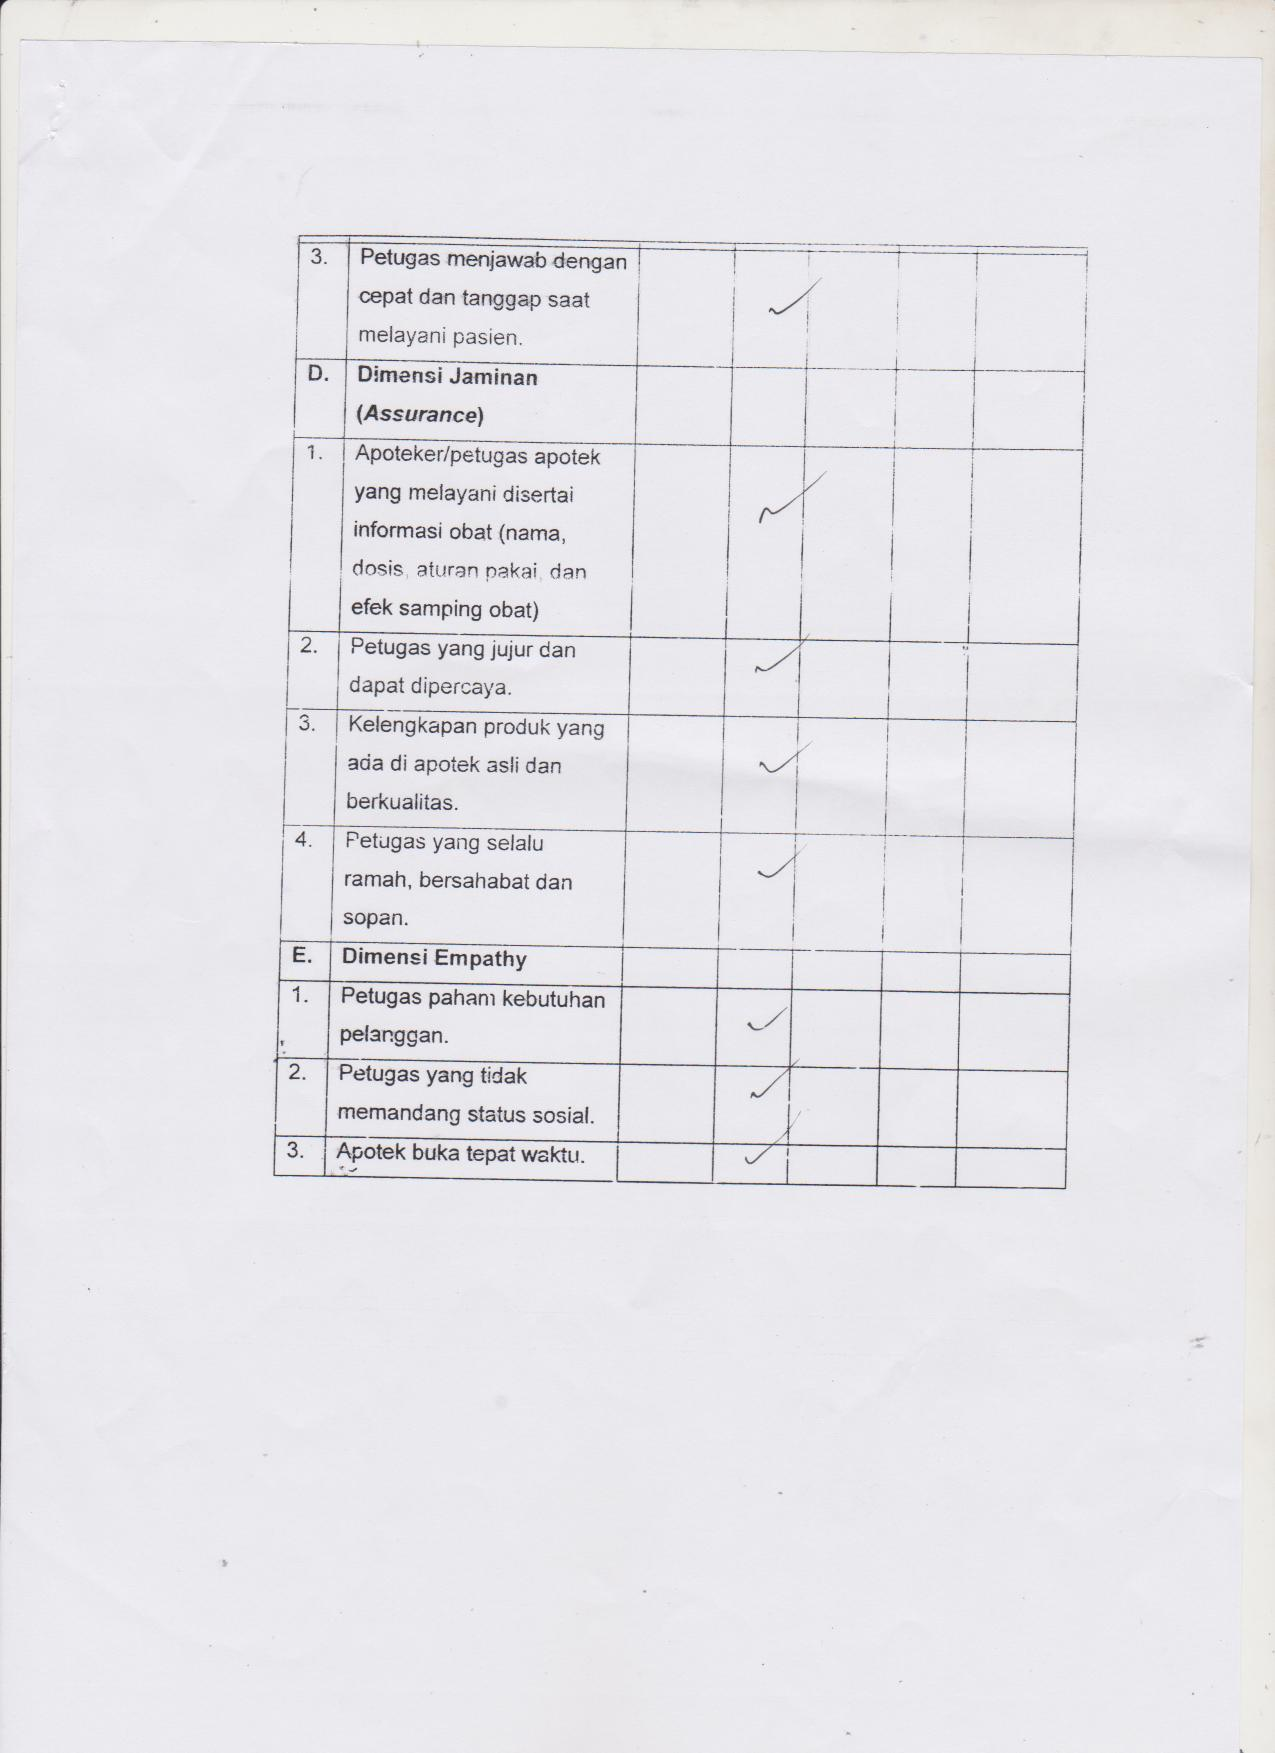 3. Petugas menjawab dengan
cepat dan tanggap saat
melayani pasien.
✓
D. Dimensi Jaminan
(Assurance)
1. Apoteker/petugas apotek
yang melayani disertai
informasi obat (nama,
dosis, aturan pakai, dan
efek samping obat)
✓
2. Petugas yang jujur dan
dapat dipercaya.
✓
3. Kelengkapan produk yang
ada di apotek asli dan
berkualitas.
✓
4. Petugas yang selalu
ramah, bersahabat dan
sopan.
✓
E. Dimensi Empathy
1. Petugas paham kebutuhan
pelanggan.
✓
2. Petugas yang tidak
memandang status sosial.
✓
3. Apotek buka tepat waktu.
✓